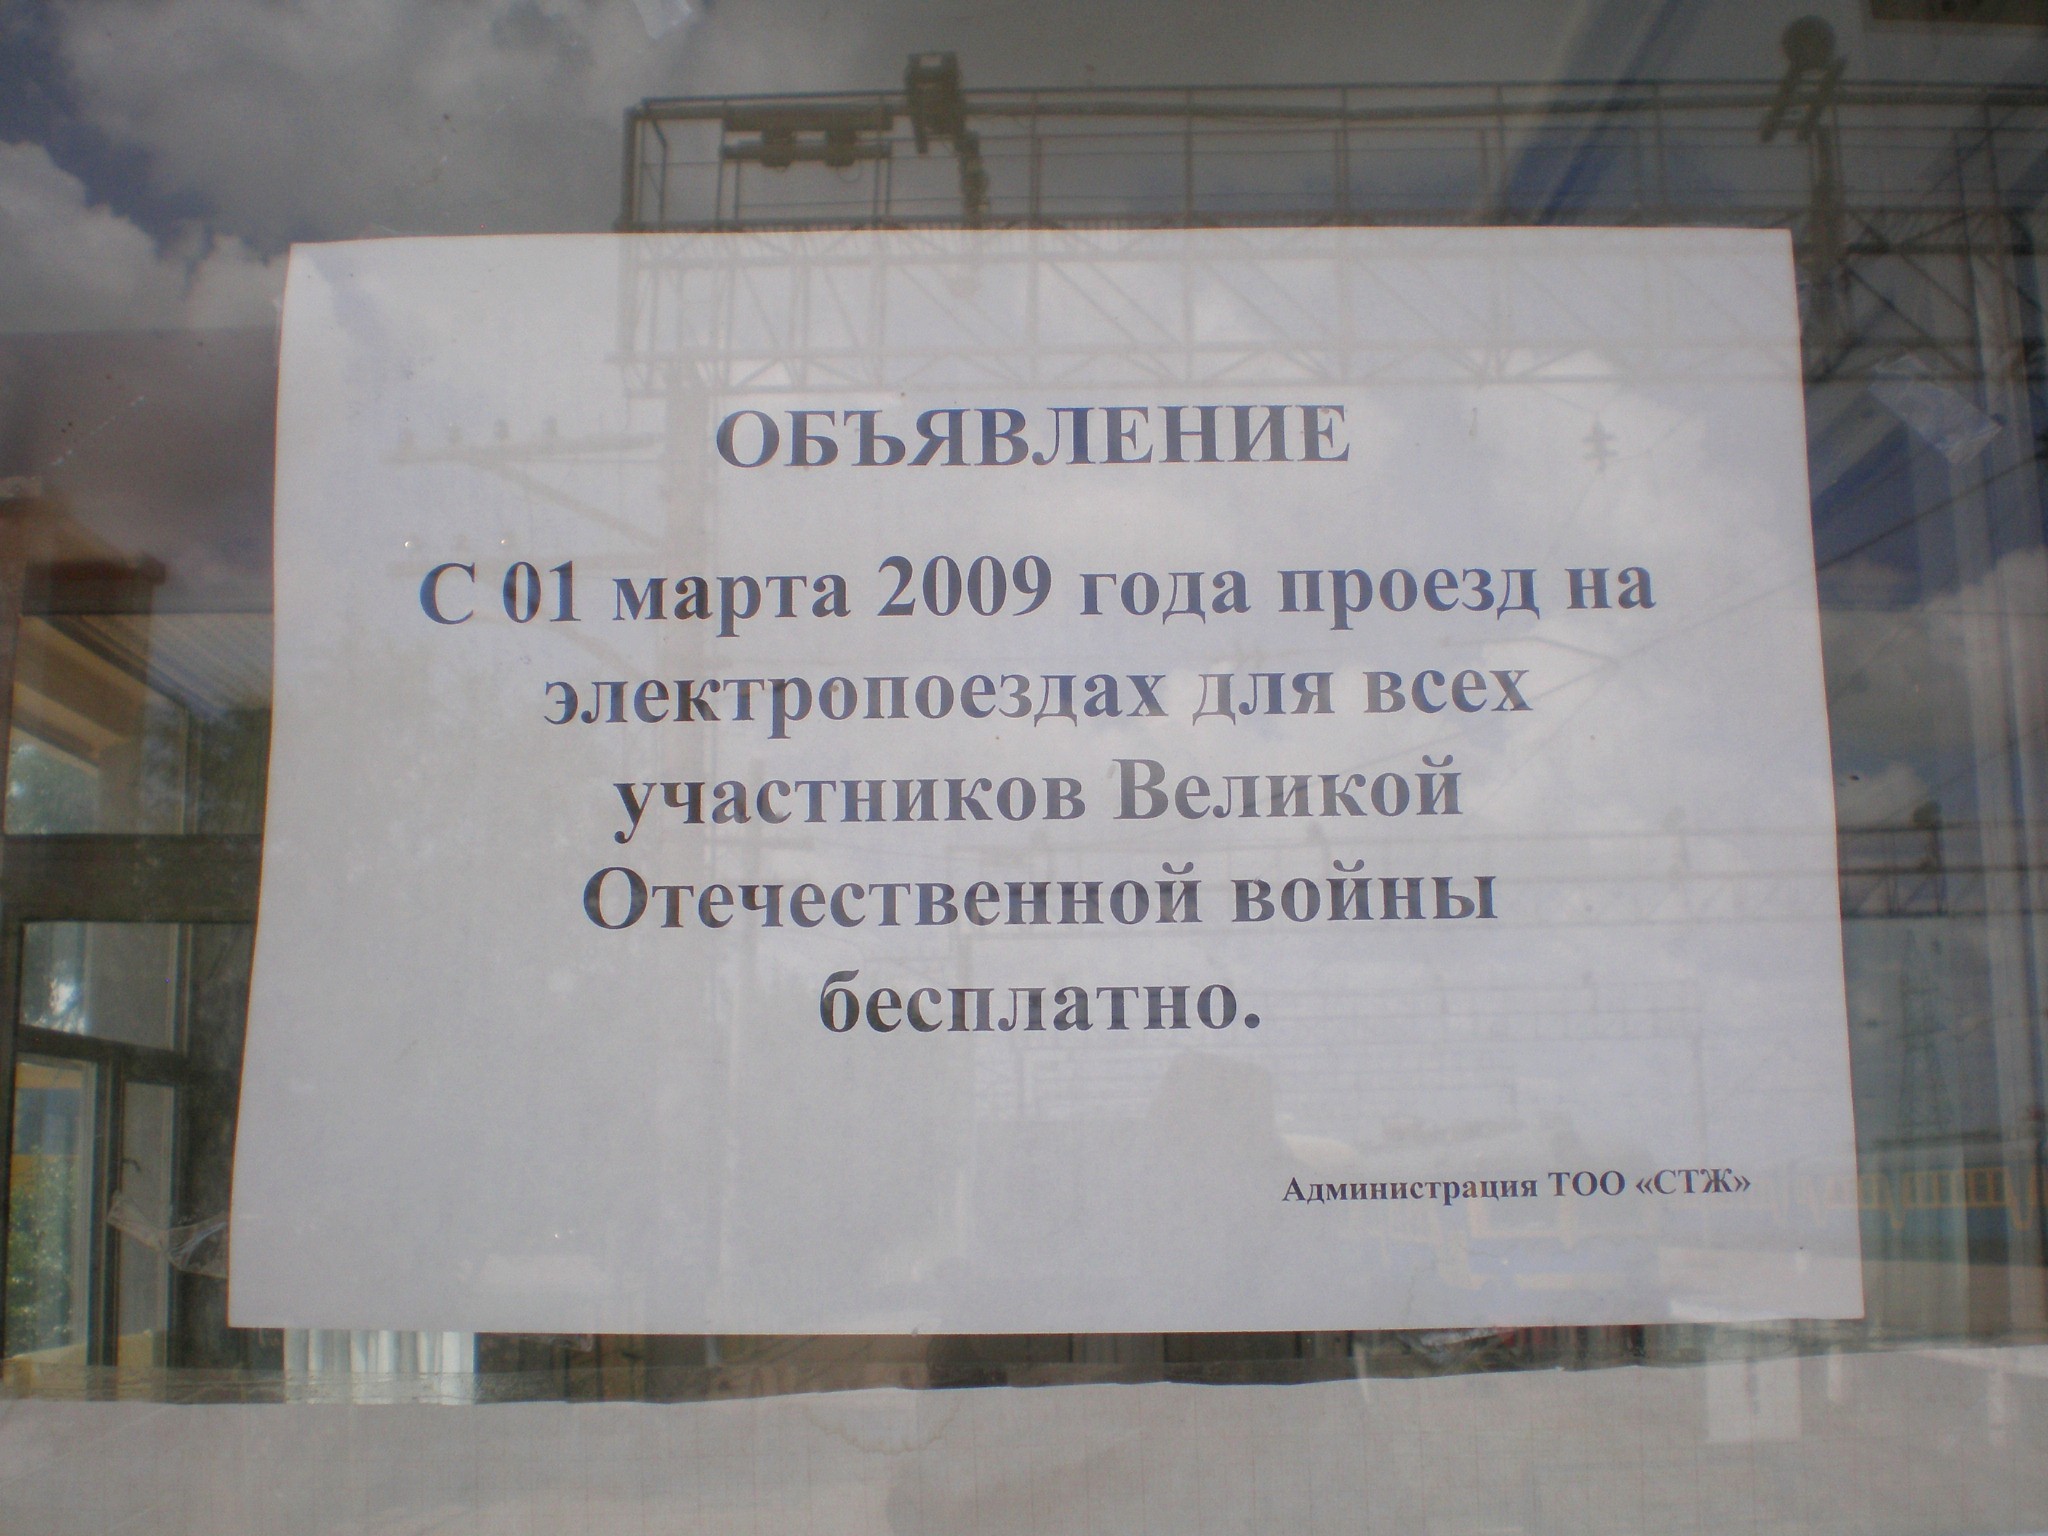 ОБЪЯВЛЕНИЕ
С 01 марта 2009 года проезд на
электропоездах для всех
участников Великой
Отечественной войны
бесплатно.
Администрация ТОО «СТЖ»